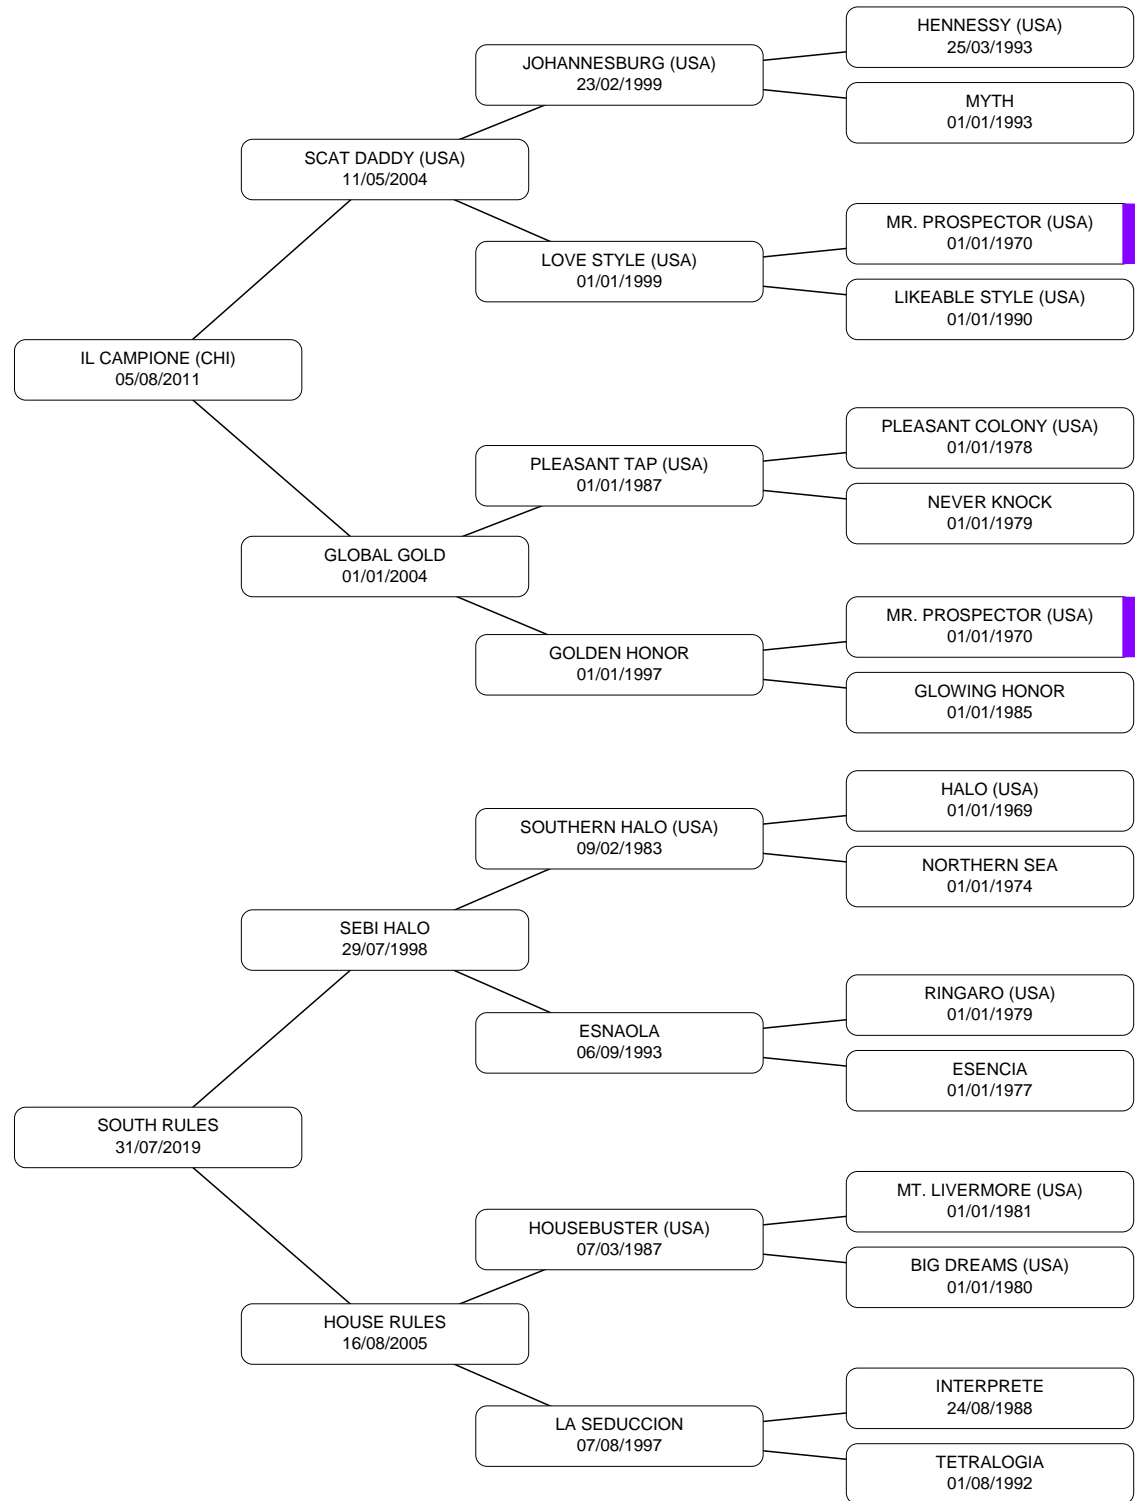 HENNESSY (USA)
25/03/1993
JOHANNESBURG (USA)
23/02/1999
MYTH
01/01/1993
SCAT DADDY (USA)
11/05/2004
MR. PROSPECTOR (USA)
01/01/1970
LOVE STYLE (USA)
01/01/1999
LIKEABLE STYLE (USA)
01/01/1990
IL CAMPIONE (CHI)
05/08/2011
PLEASANT COLONY (USA)
01/01/1978
PLEASANT TAP (USA)
01/01/1987
NEVER KNOCK
01/01/1979
GLOBAL GOLD
01/01/2004
MR. PROSPECTOR (USA)
01/01/1970
GOLDEN HONOR
01/01/1997
GLOWING HONOR
01/01/1985
HALO (USA)
01/01/1969
SOUTHERN HALO (USA)
09/02/1983
NORTHERN SEA
01/01/1974
SEBI HALO
29/07/1998
RINGARO (USA)
01/01/1979
ESNAOLA
06/09/1993
ESENCIA
01/01/1977
SOUTH RULES
31/07/2019
MT. LIVERMORE (USA)
01/01/1981
HOUSEBUSTER (USA)
07/03/1987
BIG DREAMS (USA)
01/01/1980
HOUSE RULES
16/08/2005
INTERPRETE
24/08/1988
LA SEDUCCION
07/08/1997
TETRALOGIA
01/08/1992